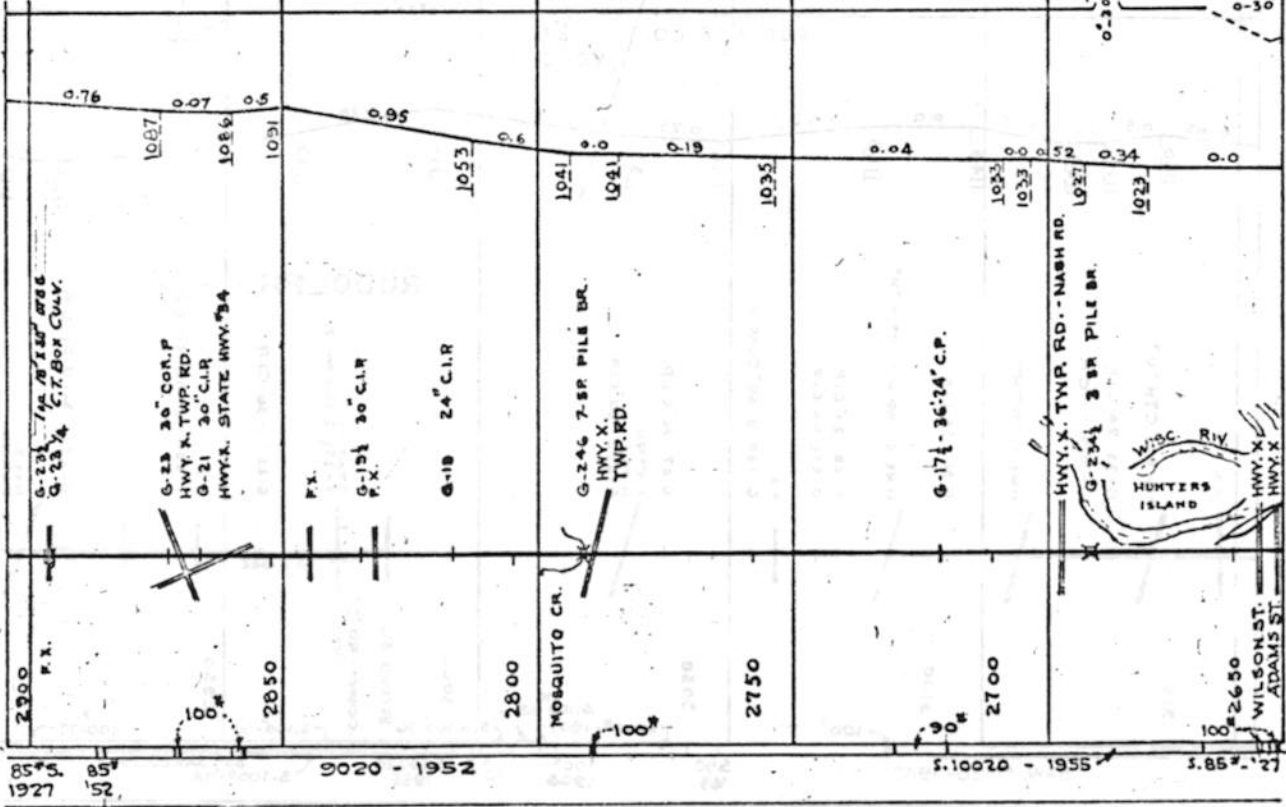 0-30
0-30
0.76
0.07
0.5
0.95
0.6
0.0
0.19
0.04
0.0
0.52
0.34
0.0
1087
1086
1091
1053
1041
1041
1035
1033
1033
1027
1023
G-23¼ C.T. BOX CULV.
G-23 30" COR.P
HWY. X. TWP. RD.
G-21 30" C.I.P.
HWY.X. STATE HWY. #34
F.X.
G-19½ 30" C.I.P.
F.X.
G-19 24" C.I.P.
G-246 7-SP. PILE BR.
HWY. X.
TWP. RD.
G-17½ - 36-24" C.P.
HWY. X. TWP. RD. - NASH RD.
G-234½ 3 SP. PILE BR.
WISC. RIV.
HUNTERS
ISLAND
HWY. X
HWY. X
F.X.
MOSQUITO CR.
WILSON ST.
ADAMS ST.
2900
2850
2800
2750
2700
2650
100#
100#
90#
100#
85# S. 85#
1927 '52
9020 - 1952
S.10020 - 1955
S.85# - '27